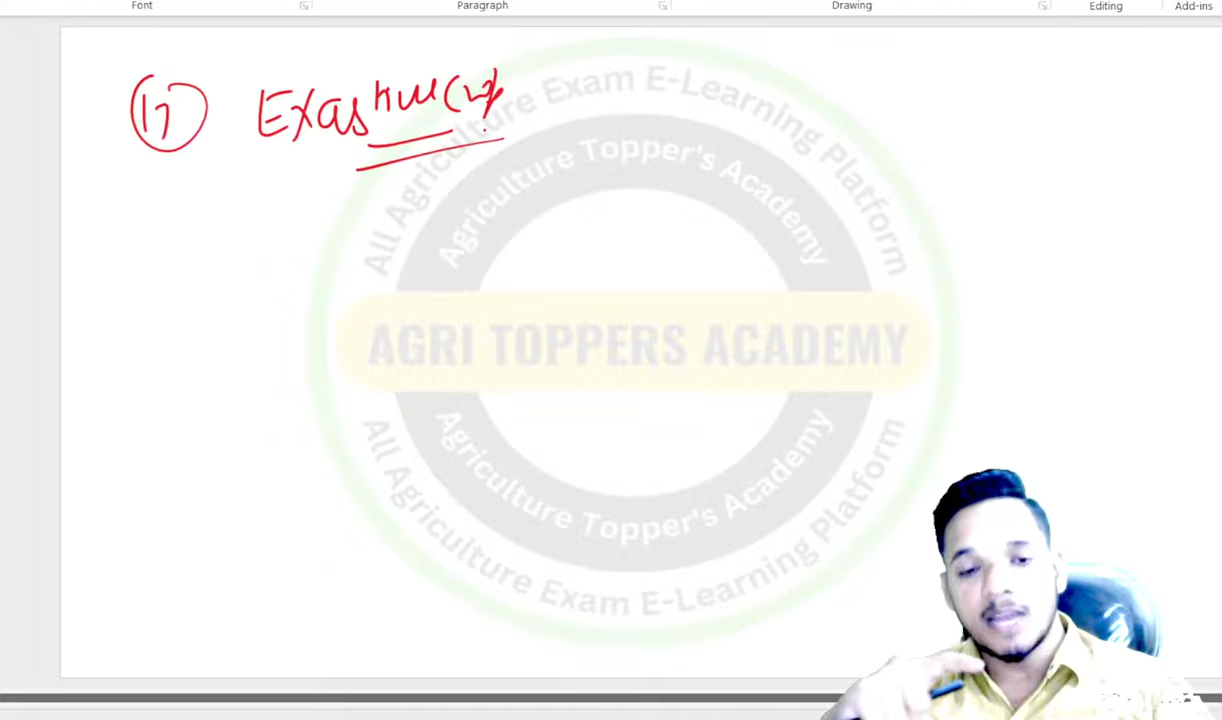 Font Paragraph Drawing Editing Add-ins
17
All Agriculture Exam E-Learning Platform
Agriculture Topper's Academy
AGRI TOPPERS ACADEMY
Agriculture Topper's Academy
All Agriculture Exam E-Learning Platform